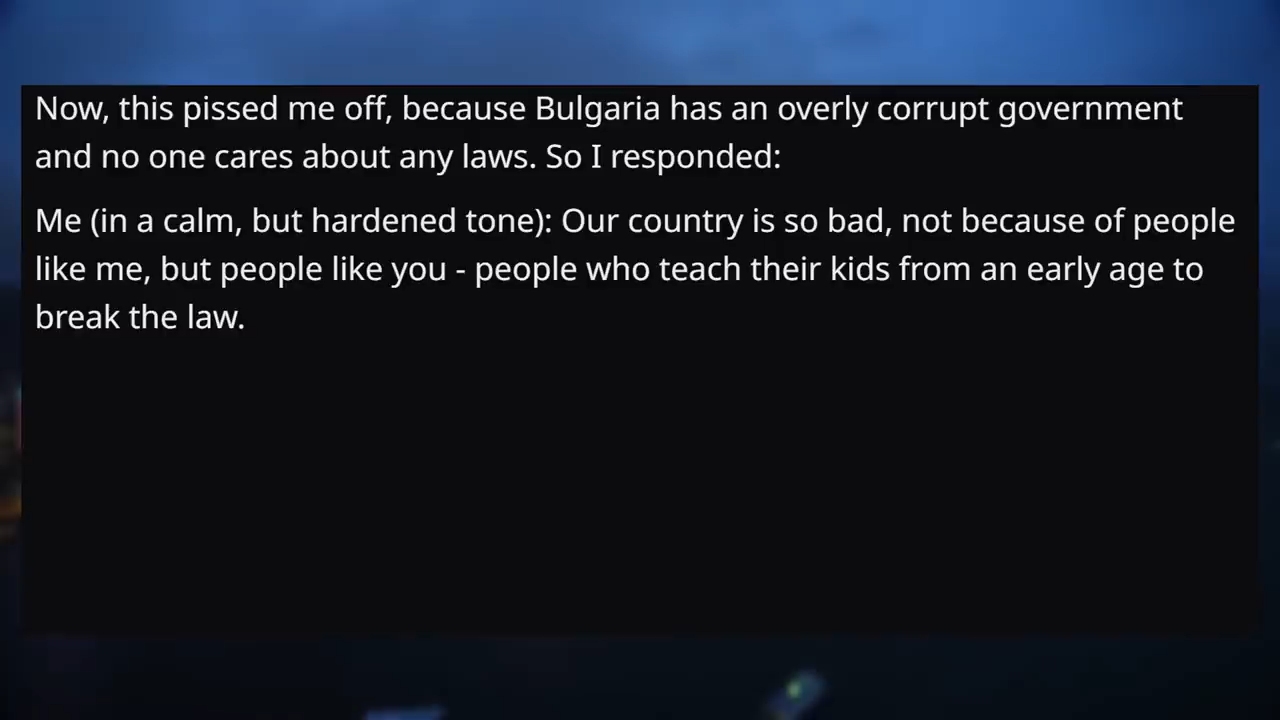 Now, this pissed me off, because Bulgaria has an overly corrupt government
and no one cares about any laws. So I responded:
Me (in a calm, but hardened tone): Our country is so bad, not because of people
like me, but people like you - people who teach their kids from an early age to
break the law.